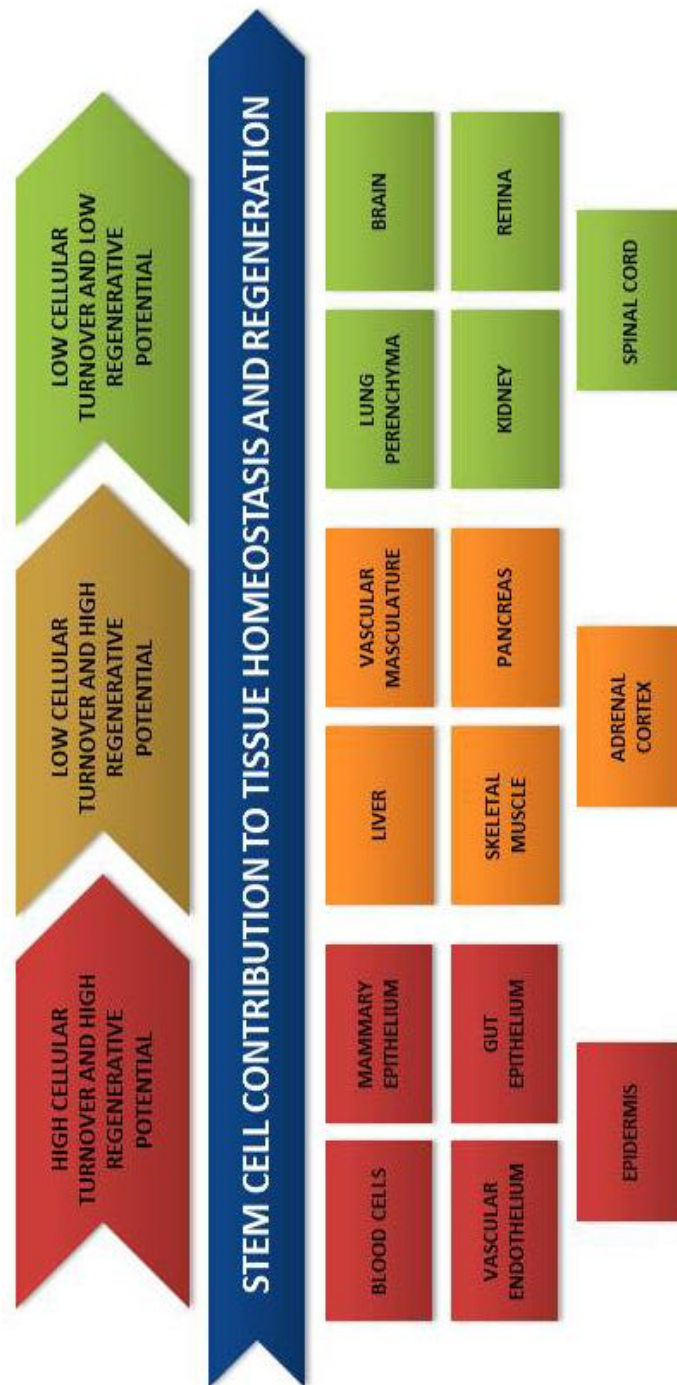 HIGH CELLULAR
TURNOVER AND HIGH
REGENERATIVE
POTENTIAL
LOW CELLULAR
TURNOVER AND HIGH
REGENERATIVE
POTENTIAL
LOW CELLULAR
TURNOVER AND LOW
REGENERATIVE
POTENTIAL
STEM CELL CONTRIBUTION TO TISSUE HOMEOSTASIS AND REGENERATION
BLOOD CELLS
MAMMARY
EPITHELIUM
LIVER
VASCULAR
MASCULATURE
LUNG
PERENCHYMA
BRAIN
VASCULAR
ENDOTHELIUM
GUT
EPITHELIUM
SKELETAL
MUSCLE
PANCREAS
KIDNEY
RETINA
EPIDERMIS
ADRENAL
CORTEX
SPINAL CORD